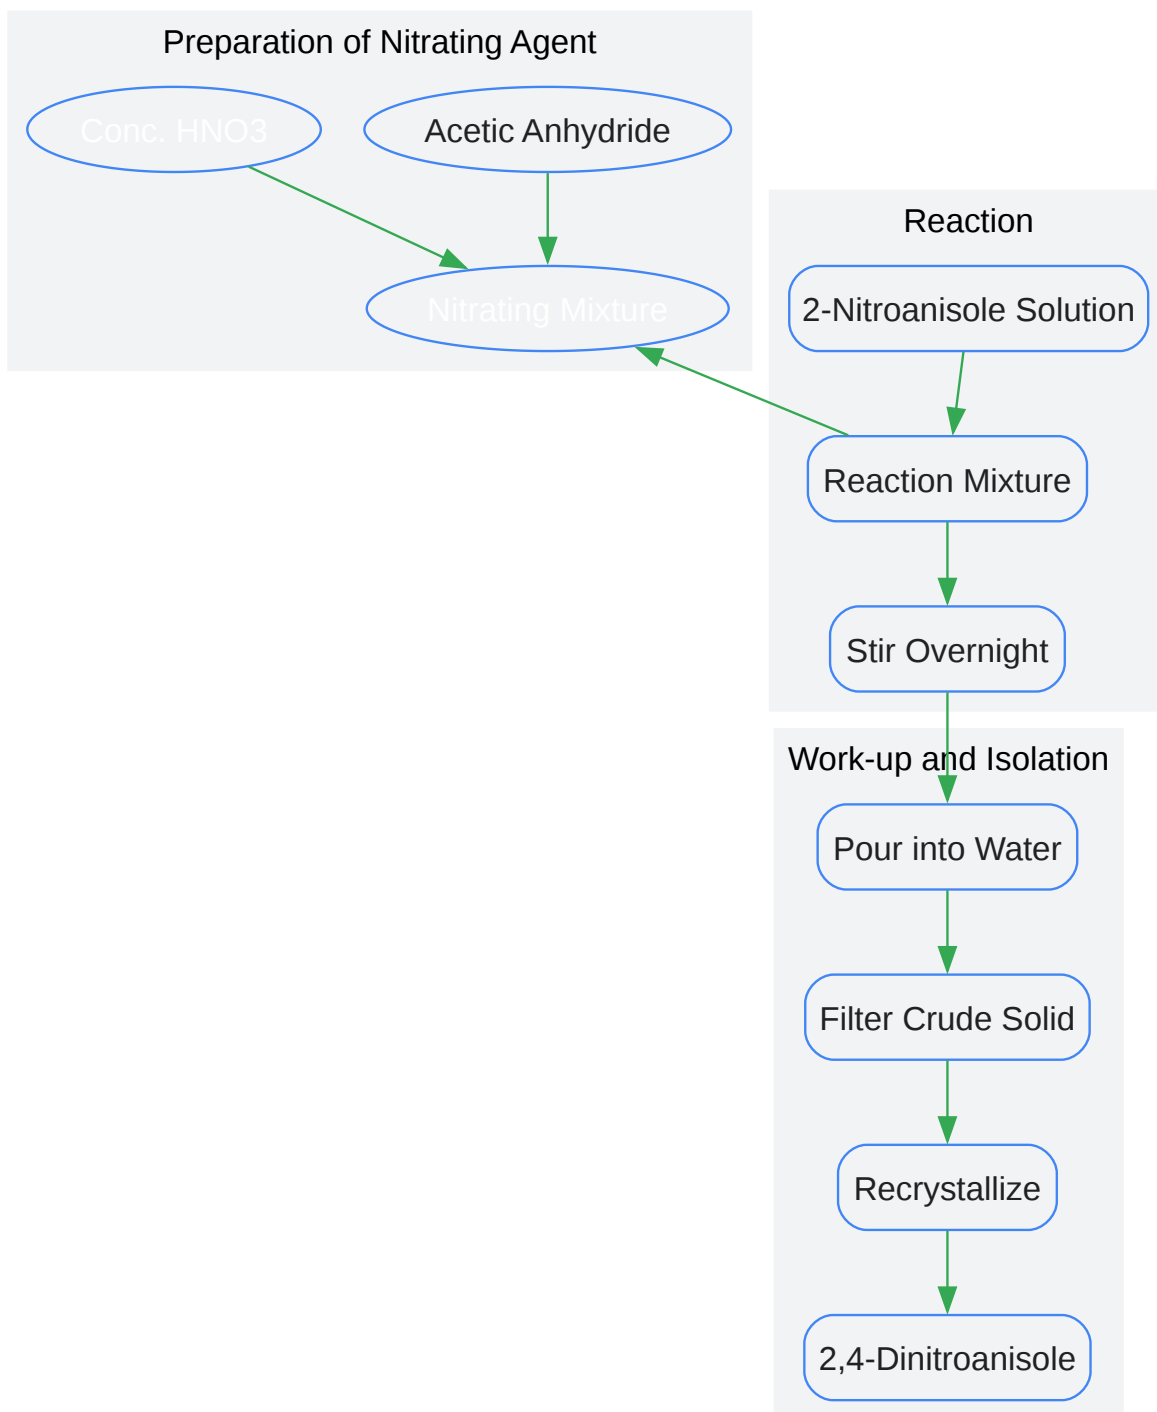 Preparation of Nitrating Agent
Conc. HNO3
Acetic Anhydride
Nitrating Mixture
Reaction
2-Nitroanisole Solution
Reaction Mixture
Stir Overnight
Work-up and Isolation
Pour into Water
Filter Crude Solid
Recrystallize
2,4-Dinitroanisole